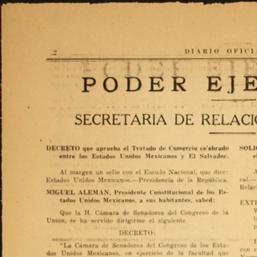 2
DIARIO OFICI
PODER EJE
SECRETARIA DE RELACIO
DECRETO que aprueba el Tratado de Comercio celebrado
entre los Estados Unidos Mexicanos y El Salvador.
Al margen un sello con el Escudo Nacional, que dice:
Estados Unidos Mexicanos.—Presidencia de la República.
MIGUEL ALEMAN, Presidente Constitucional de los Es-
tados Unidos Mexicanos, a sus habitantes, sabed:
Que la H. Cámara de Senadores del Congreso de la
Unión, se ha servido dirigirme el siguiente
DECRETO:
"La Cámara de Senadores del Congreso de los Esta-
dos Unidos Mexicanos, en ejercicio de la facultad que
SOLI
EXT